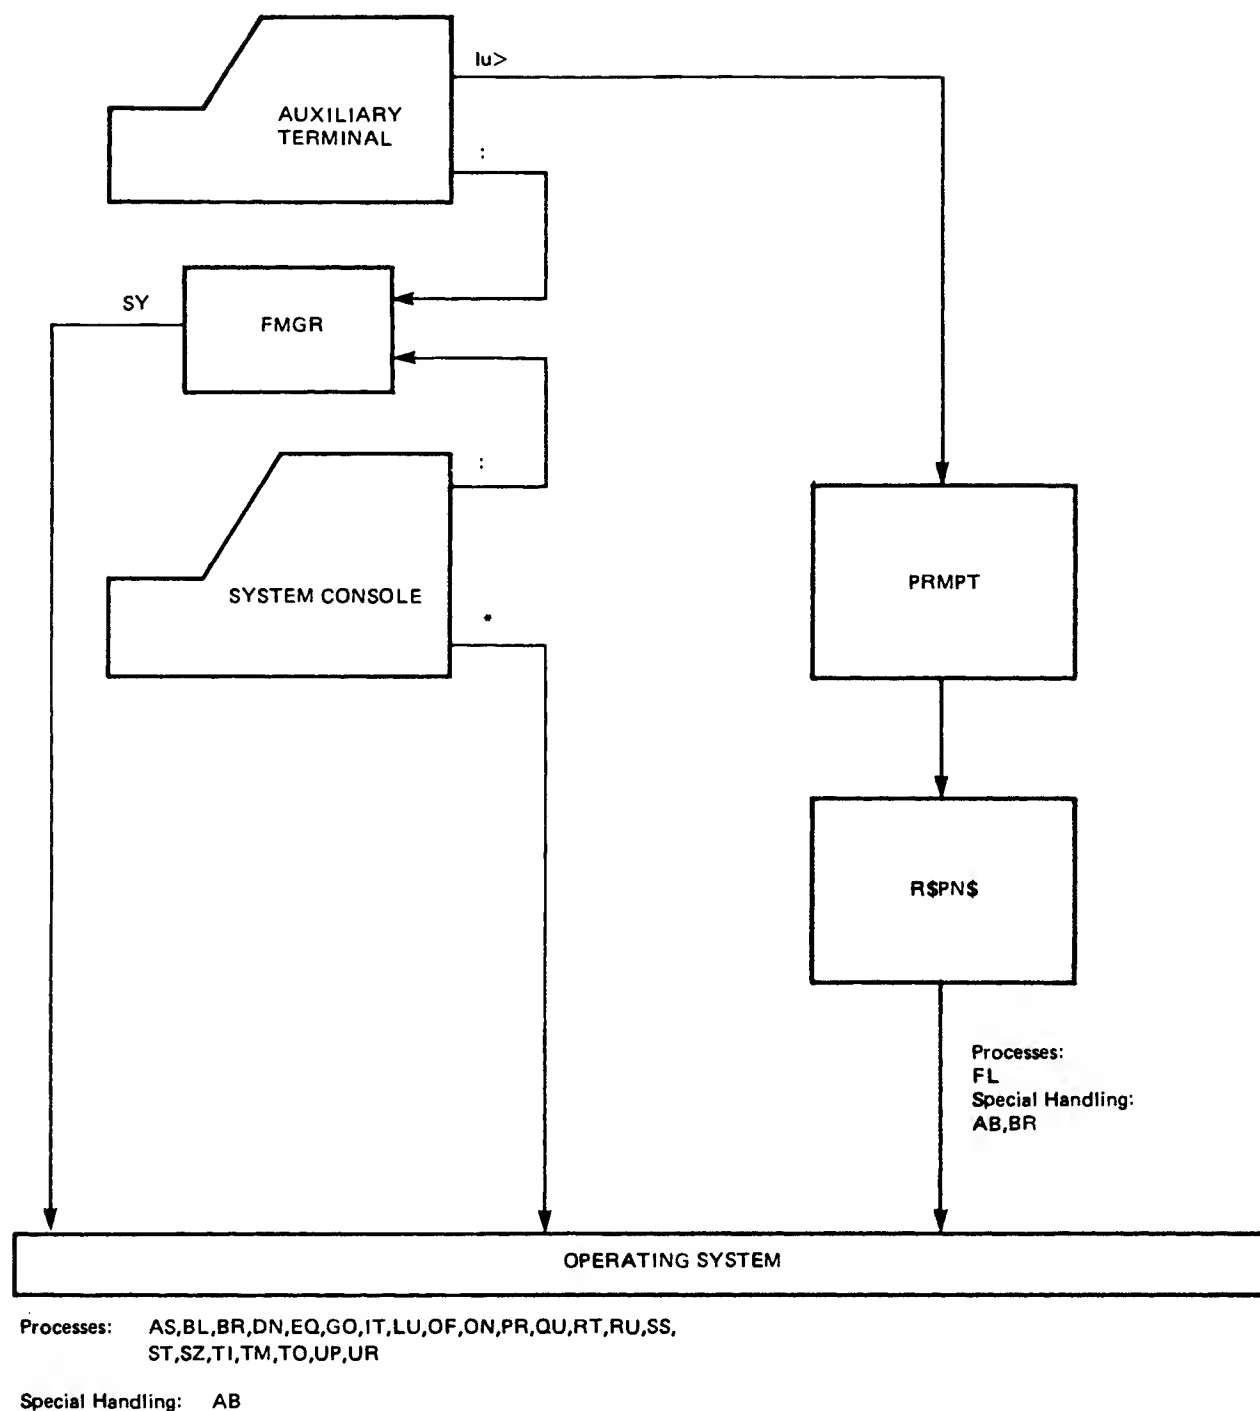 lu>
AUXILIARY
TERMINAL
:
SY
FMGR
:
SYSTEM CONSOLE
*
PRMPT
R$PN$
Processes:
FL
Special Handling:
AB,BR
OPERATING SYSTEM
Processes: AS,BL,BR,DN,EQ,GO,IT,LU,OF,ON,PR,QU,RT,RU,SS,
ST,SZ,TI,TM,TO,UP,UR
Special Handling: AB